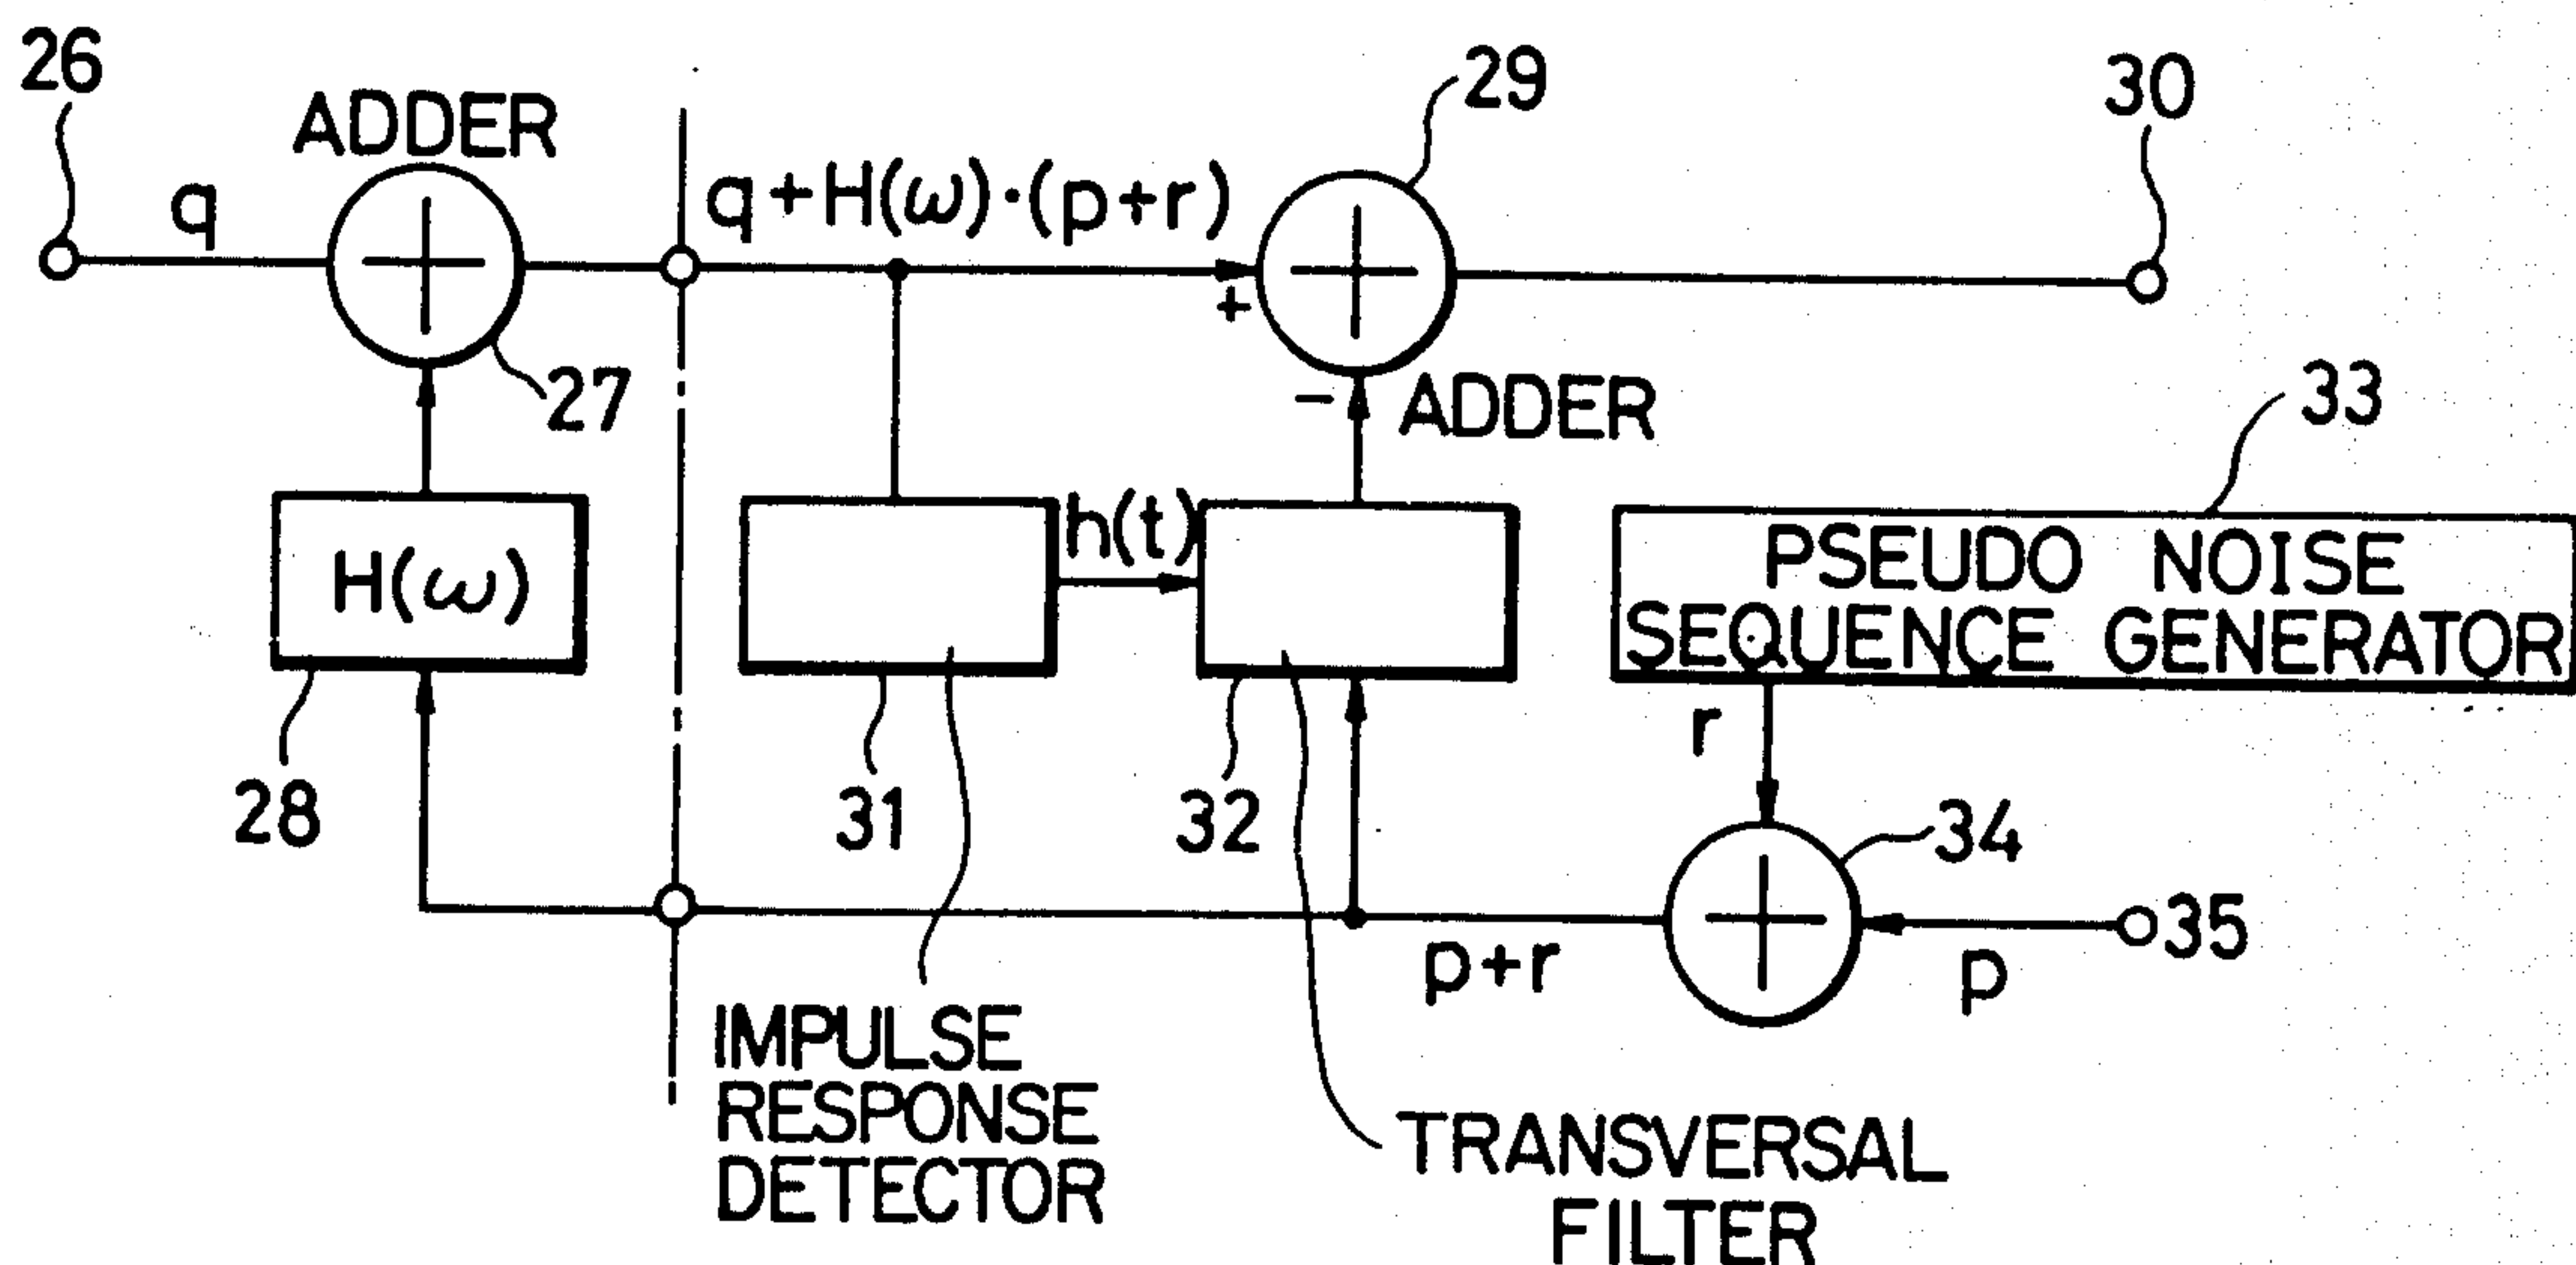 26
ADDER
q
27
q+H(ω)·(p+r)
+
29
30
-
ADDER
33
H(ω)
h(t)
PSEUDO NOISE
SEQUENCE GENERATOR
28
31
32
r
34
p+r
p
35
IMPULSE
RESPONSE
DETECTOR
TRANSVERSAL
FILTER